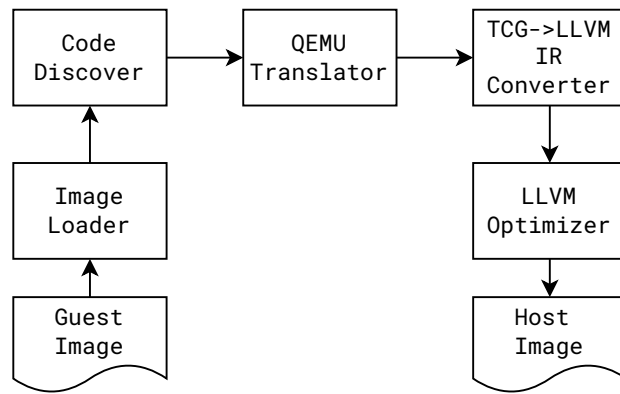 Code
Discover
QEMU
Translator
TCG->LLVM
IR
Converter
Image
Loader
LLVM
Optimizer
Guest
Image
Host
Image